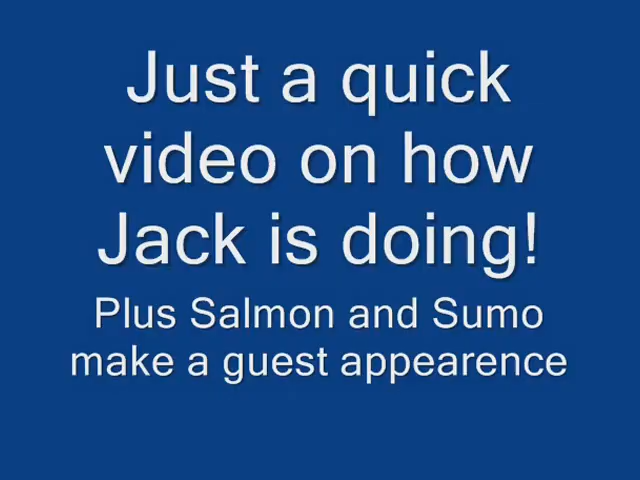 Just a quick
video on how
Jack is doing!
Plus Salmon and Sumo
make a guest appearence